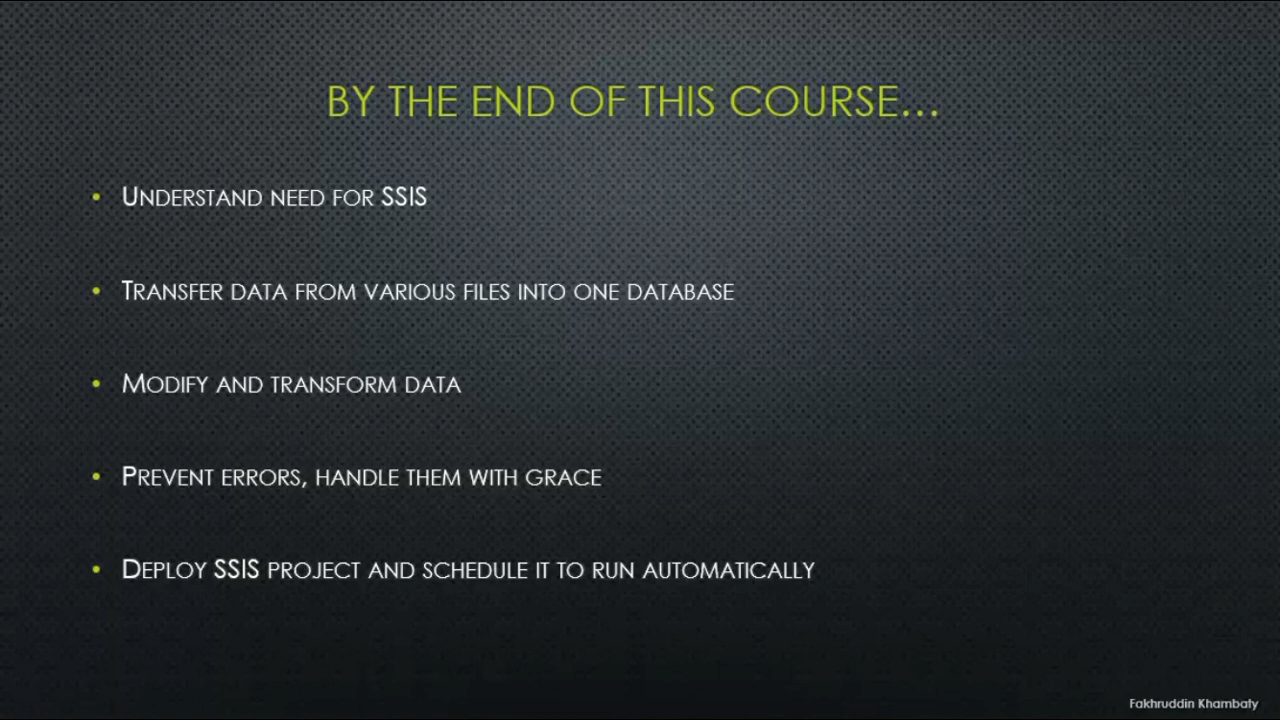 BY THE END OF THIS COURSE...
• UNDERSTAND NEED FOR SSIS
• TRANSFER DATA FROM VARIOUS FILES INTO ONE DATABASE
• MODIFY AND TRANSFORM DATA
• PREVENT ERRORS, HANDLE THEM WITH GRACE
• DEPLOY SSIS PROJECT AND SCHEDULE IT TO RUN AUTOMATICALLY
Fakhruddin Khambaty